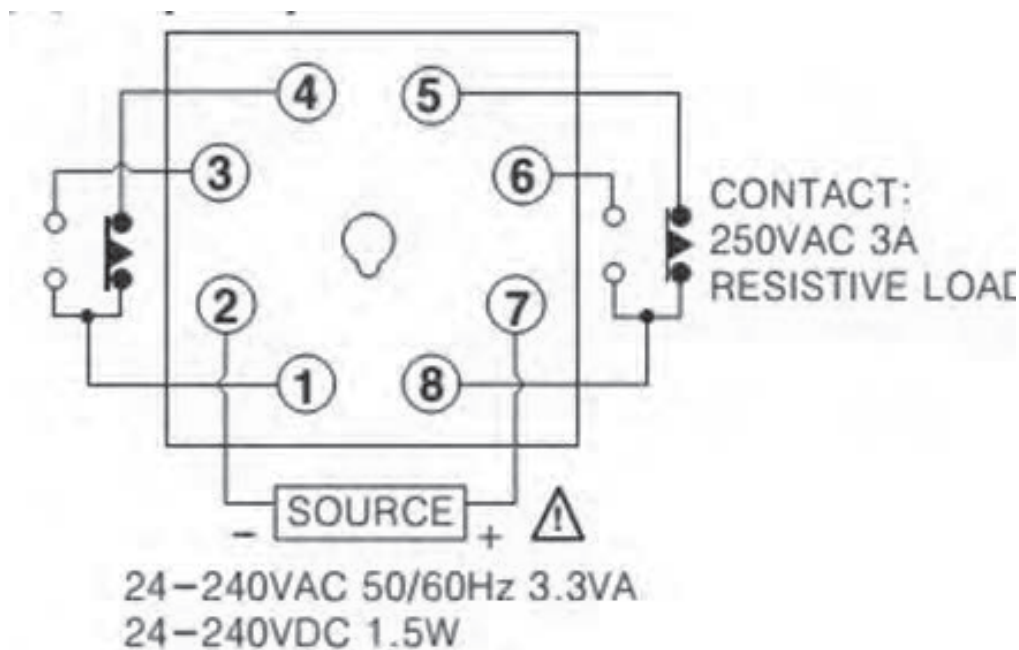 4 5
3 6
CONTACT:
250VAC 3A
RESISTIVE LOAD
2 7
1 8
SOURCE
- +
!
24-240VAC 50/60Hz 3.3VA
24-240VDC 1.5W